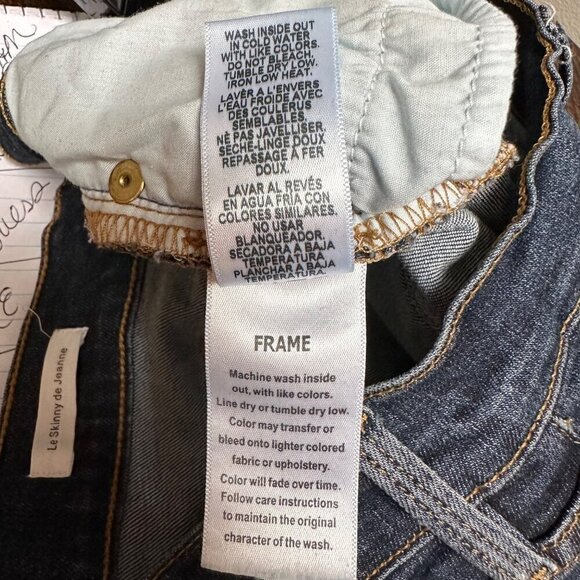 WASH INSIDE OUT
IN COLD WATER
WITH LIKE COLORS.
DO NOT BLEACH.
TUMBLE DRY LOW.
IRON LOW HEAT.
LAVER A L'ENVERS
L'EAU FROIDE AVEC
DES COULERUS
SEMBLABLES.
NE PAS JAVELLISER.
SÈCHE-LINGE DOUX
REPASSAGE A FER
DOUX.
LAVAR AL REVÉS
EN AGUA FRÍA CON
COLORES SIMILARES.
NO USAR
BLANQUEADOR.
SECADORA A BAJA
TEMPERATURA
PLANCHAR A BAJA
TEMPERATURA
FRAME
Machine wash inside
out, with like colors.
Line dry or tumble dry low.
Color may transfer or
bleed onto lighter colored
fabric or upholstery.
Color will fade over time.
Follow care instructions
to maintain the original
character of the wash.
Le Skinny de Jeanne